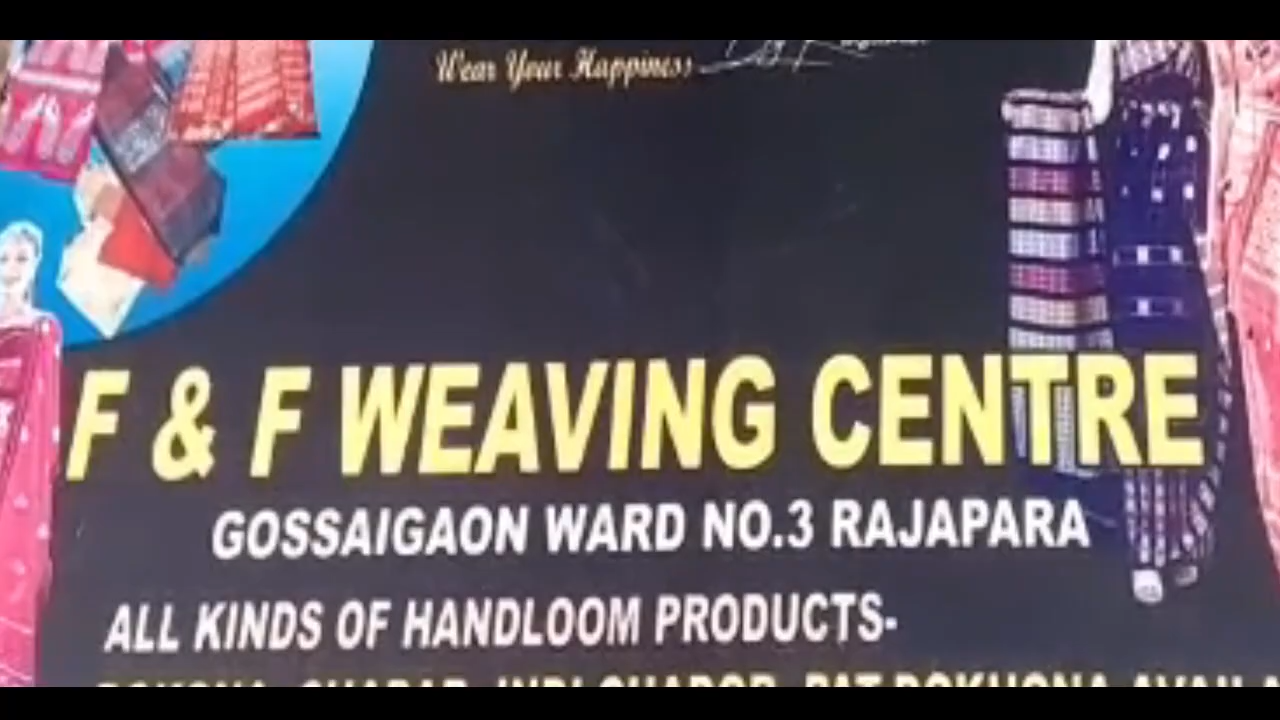 Wear Your Happiness
F & F WEAVING CENTRE
GOSSAIGAON WARD NO.3 RAJAPARA
ALL KINDS OF HANDLOOM PRODUCTS-